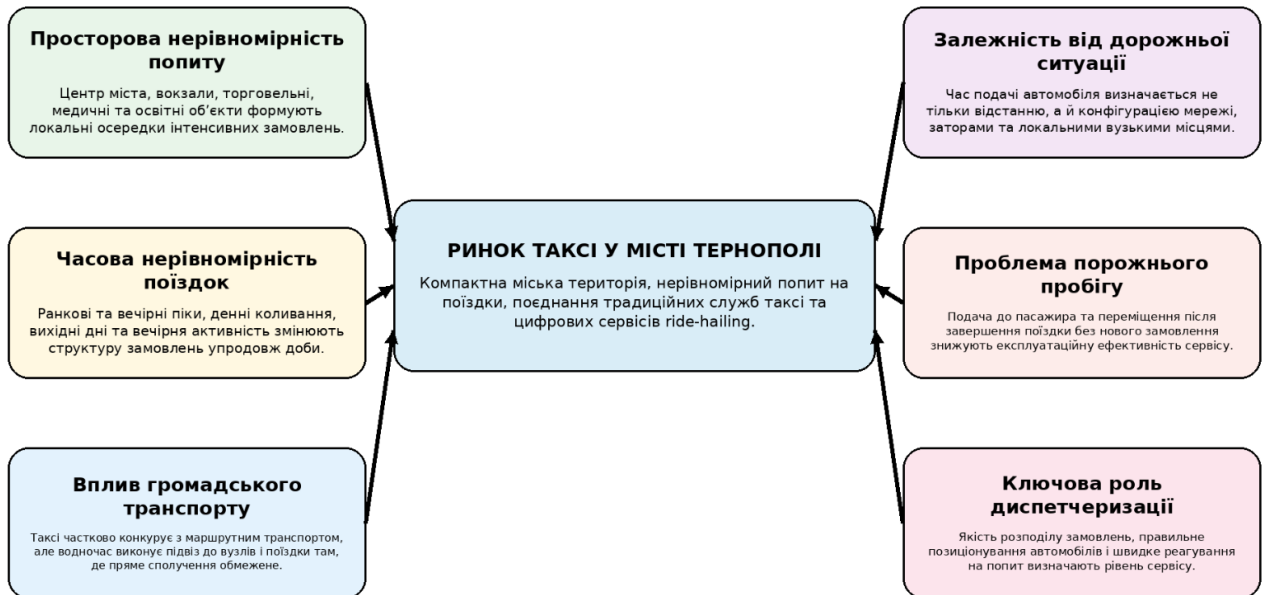 Просторова нерівномірність
попиту
Центр міста, вокзали, торговельні,
медичні та освітні об’єкти формують
локальні осередки інтенсивних замовлень.
Часова нерівномірність
поїздок
Ранкові та вечірні піки, денні коливання,
вихідні дні та вечірня активність змінюють
структуру замовлень упродовж доби.
Вплив громадського
транспорту
Таксі частково конкурує з маршрутним транспортом,
але водночас виконує підвіз до вузлів і поїздки там,
де пряме сполучення обмежене.
РИНОК ТАКСІ У МІСТІ ТЕРНОПОЛІ
Компактна міська територія, нерівномірний попит на
поїздки, поєднання традиційних служб таксі та
цифрових сервісів ride-hailing.
Залежність від дорожньої
ситуації
Час подачі автомобіля визначається не
тільки відстанню, а й конфігурацією мережі,
заторами та локальними вузькими місцями.
Проблема порожнього
пробігу
Подача до пасажира та переміщення після
завершення поїздки без нового замовлення
знижують експлуатаційну ефективність сервісу.
Ключова роль
диспетчеризації
Якість розподілу замовлень, правильне
позиціонування автомобілів і швидке реагування
на попит визначають рівень сервісу.